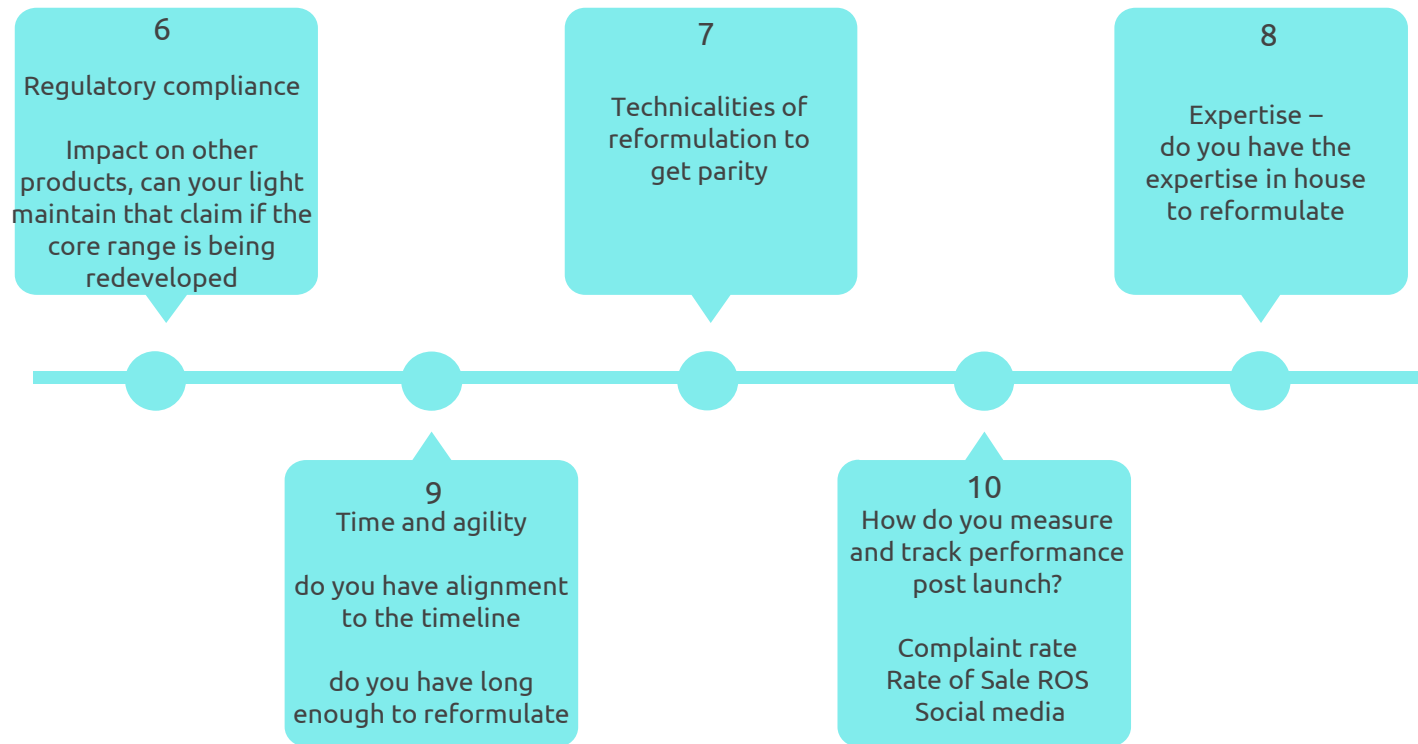 6
Regulatory compliance
Impact on other
products, can your light
maintain that claim if the
core range is being
redeveloped
7
Technicalities of
reformulation to
get parity
8
Expertise –
do you have the
expertise in house
to reformulate
9
Time and agility
do you have alignment
to the timeline
do you have long
enough to reformulate
10
How do you measure
and track performance
post launch?
Complaint rate
Rate of Sale ROS
Social media